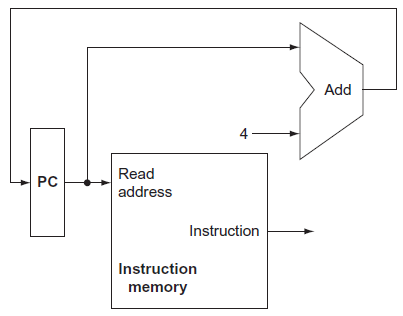 Add
4
PC
Read
address
Instruction
Instruction
memory